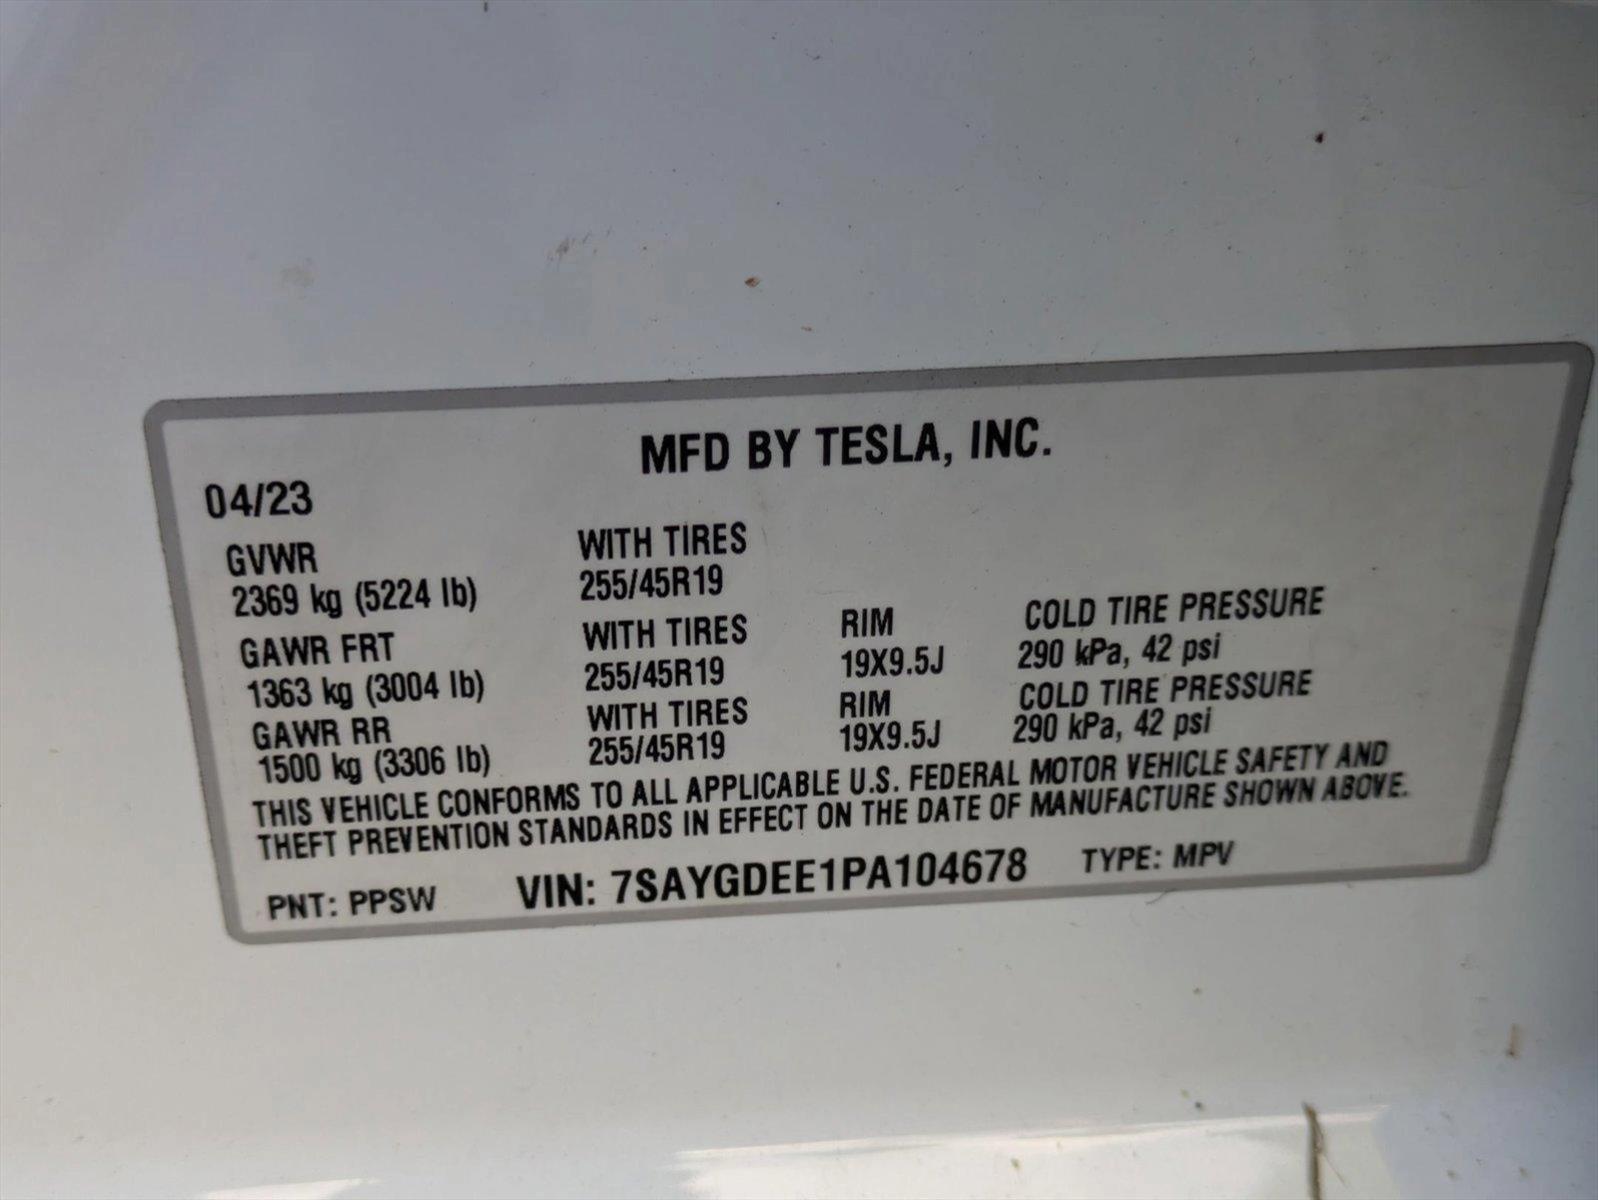 MFD BY TESLA, INC.
04/23
GVWR WITH TIRES
2369 kg (5224 lb) 255/45R19
GAWR FRT WITH TIRES RIM COLD TIRE PRESSURE
1363 kg (3004 lb) 255/45R19 19X9.5J 290 kPa, 42 psi
GAWR RR WITH TIRES RIM COLD TIRE PRESSURE
1500 kg (3306 lb) 255/45R19 19X9.5J 290 kPa, 42 psi
THIS VEHICLE CONFORMS TO ALL APPLICABLE U.S. FEDERAL MOTOR VEHICLE SAFETY AND
THEFT PREVENTION STANDARDS IN EFFECT ON THE DATE OF MANUFACTURE SHOWN ABOVE.
PNT: PPSW VIN: 7SAYGDEE1PA104678 TYPE: MPV